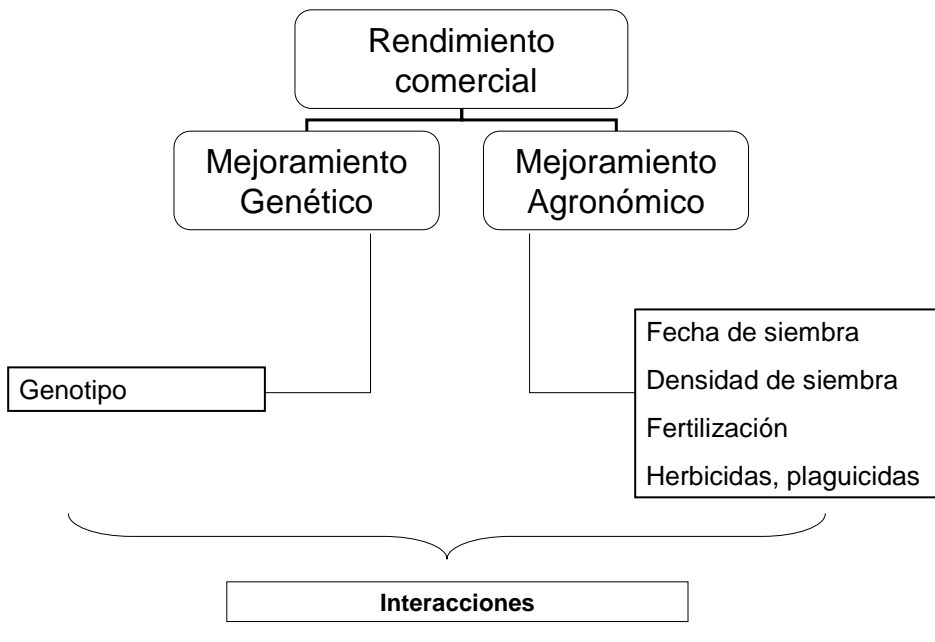 Rendimiento
comercial
Mejoramiento
Genético
Mejoramiento
Agronómico
Genotipo
Fecha de siembra
Densidad de siembra
Fertilización
Herbicidas, plaguicidas
Interacciones